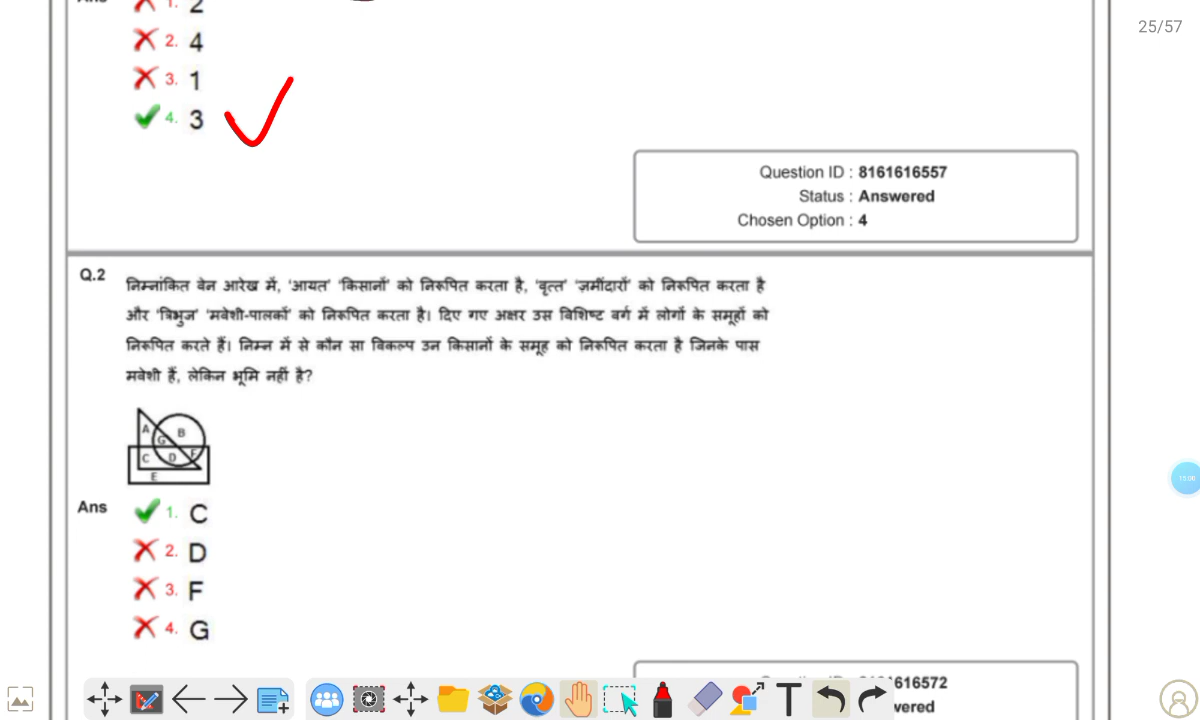 1. 2
2. 4
3. 1
4. 3
25/57
Question ID : 8161616557
Status : Answered
Chosen Option : 4
Q.2
निम्नांकित वेन आरेख में, 'आयत' 'किसानों' को निरूपित करता है, 'वृत्त' 'ज़मींदारों' को निरूपित करता है
और 'त्रिभुज' 'मवेशी-पालकों' को निरूपित करता है। दिए गए अक्षर उस विशिष्ट वर्ग में लोगों के समूहों को
निरूपित करते हैं। निम्न में से कौन सा विकल्प उन किसानों के समूह को निरूपित करता है जिनके पास
मवेशी हैं, लेकिन भूमि नहीं है?
A B
G
C D F
E
Ans 1. C
2. D
3. F
4. G
616572
wered
T